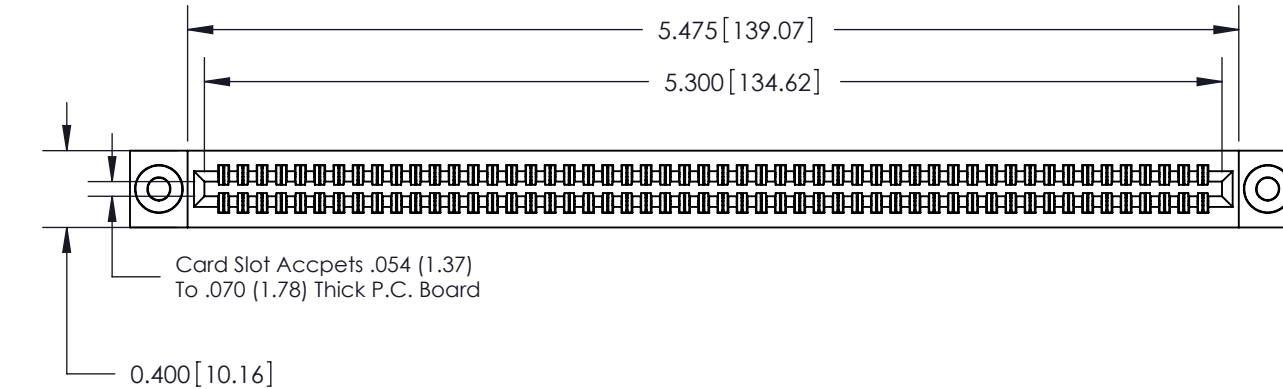 5.475[139.07]
5.300[134.62]
Card Slot Accpets .054 (1.37)
To .070 (1.78) Thick P.C. Board
0.400[10.16]